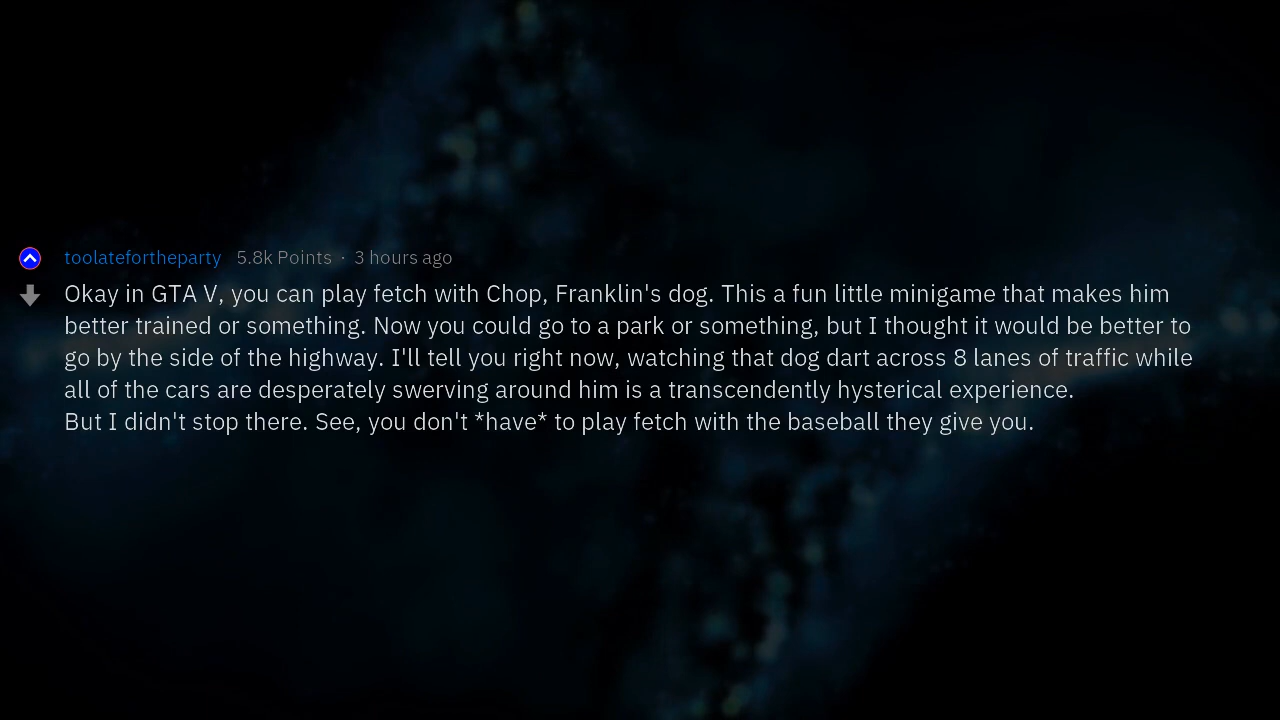 toolatefortheparty 5.8k Points · 3 hours ago
Okay in GTA V, you can play fetch with Chop, Franklin's dog. This a fun little minigame that makes him
better trained or something. Now you could go to a park or something, but I thought it would be better to
go by the side of the highway. I'll tell you right now, watching that dog dart across 8 lanes of traffic while
all of the cars are desperately swerving around him is a transcendently hysterical experience.
But I didn't stop there. See, you don't *have* to play fetch with the baseball they give you.